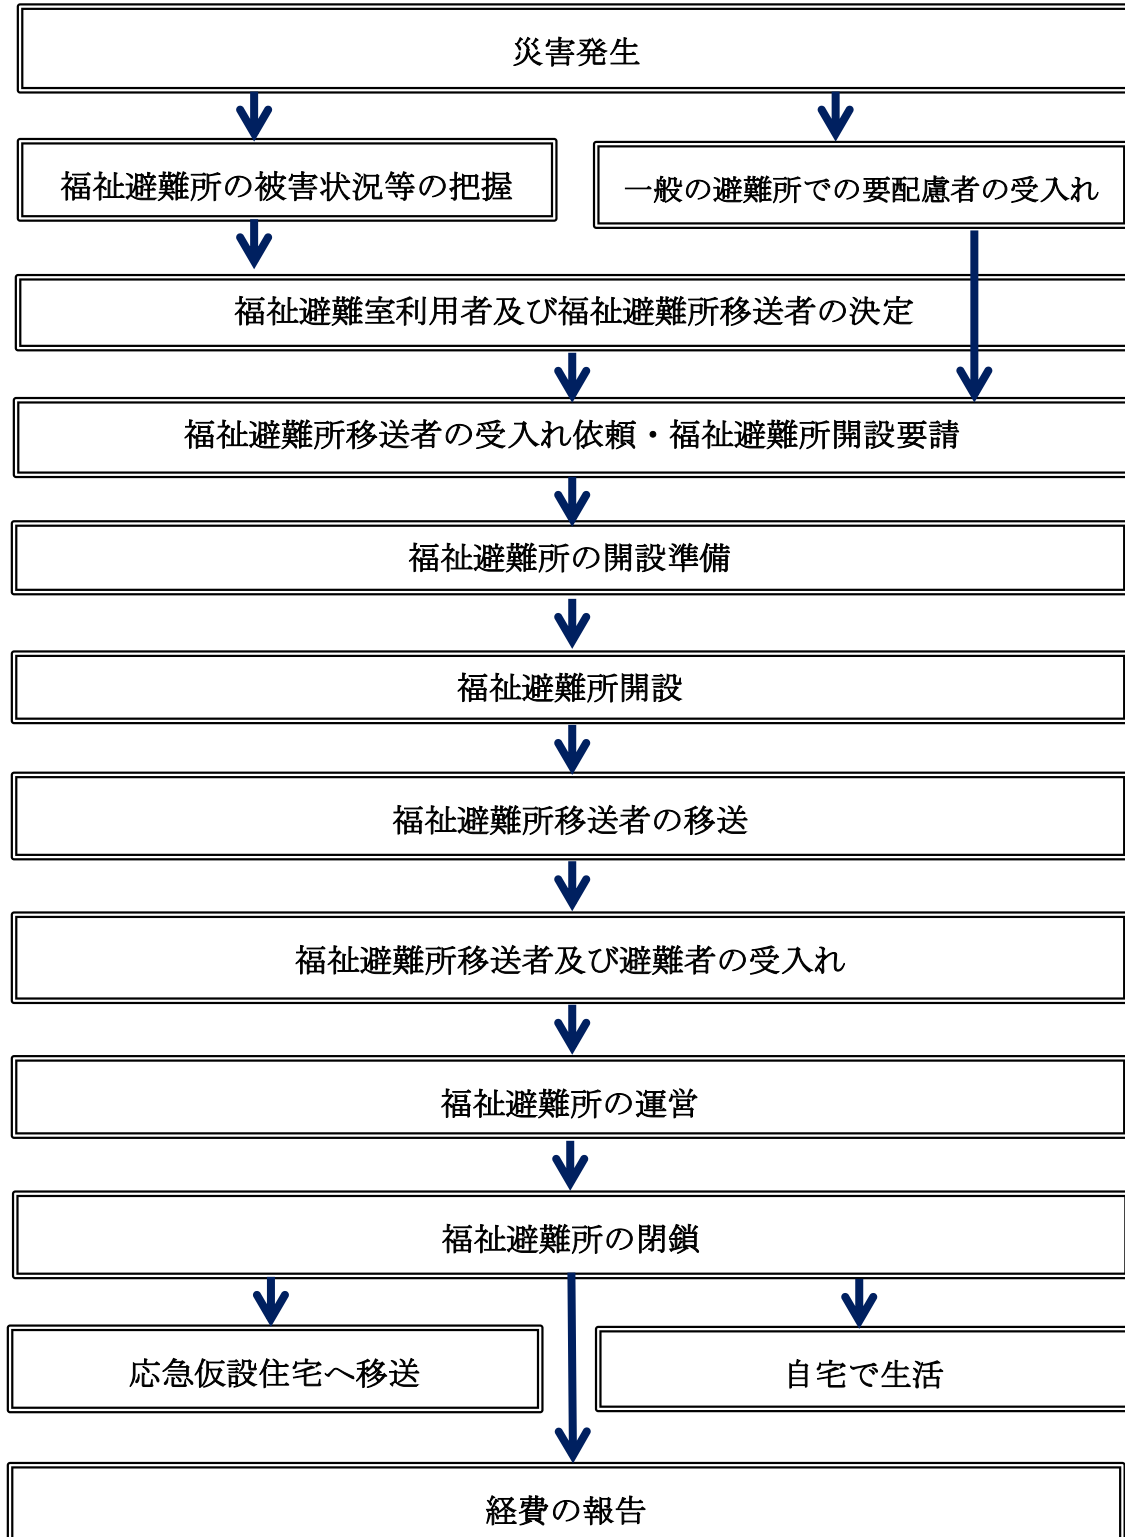 災害発生
福祉避難所の被害状況等の把握
一般の避難所での要配慮者の受入れ
福祉避難室利用者及び福祉避難所移送者の決定
福祉避難所移送者の受入れ依頼・福祉避難所開設要請
福祉避難所の開設準備
福祉避難所開設
福祉避難所移送者の移送
福祉避難所移送者及び避難者の受入れ
福祉避難所の運営
福祉避難所の閉鎖
応急仮設住宅へ移送
自宅で生活
経費の報告